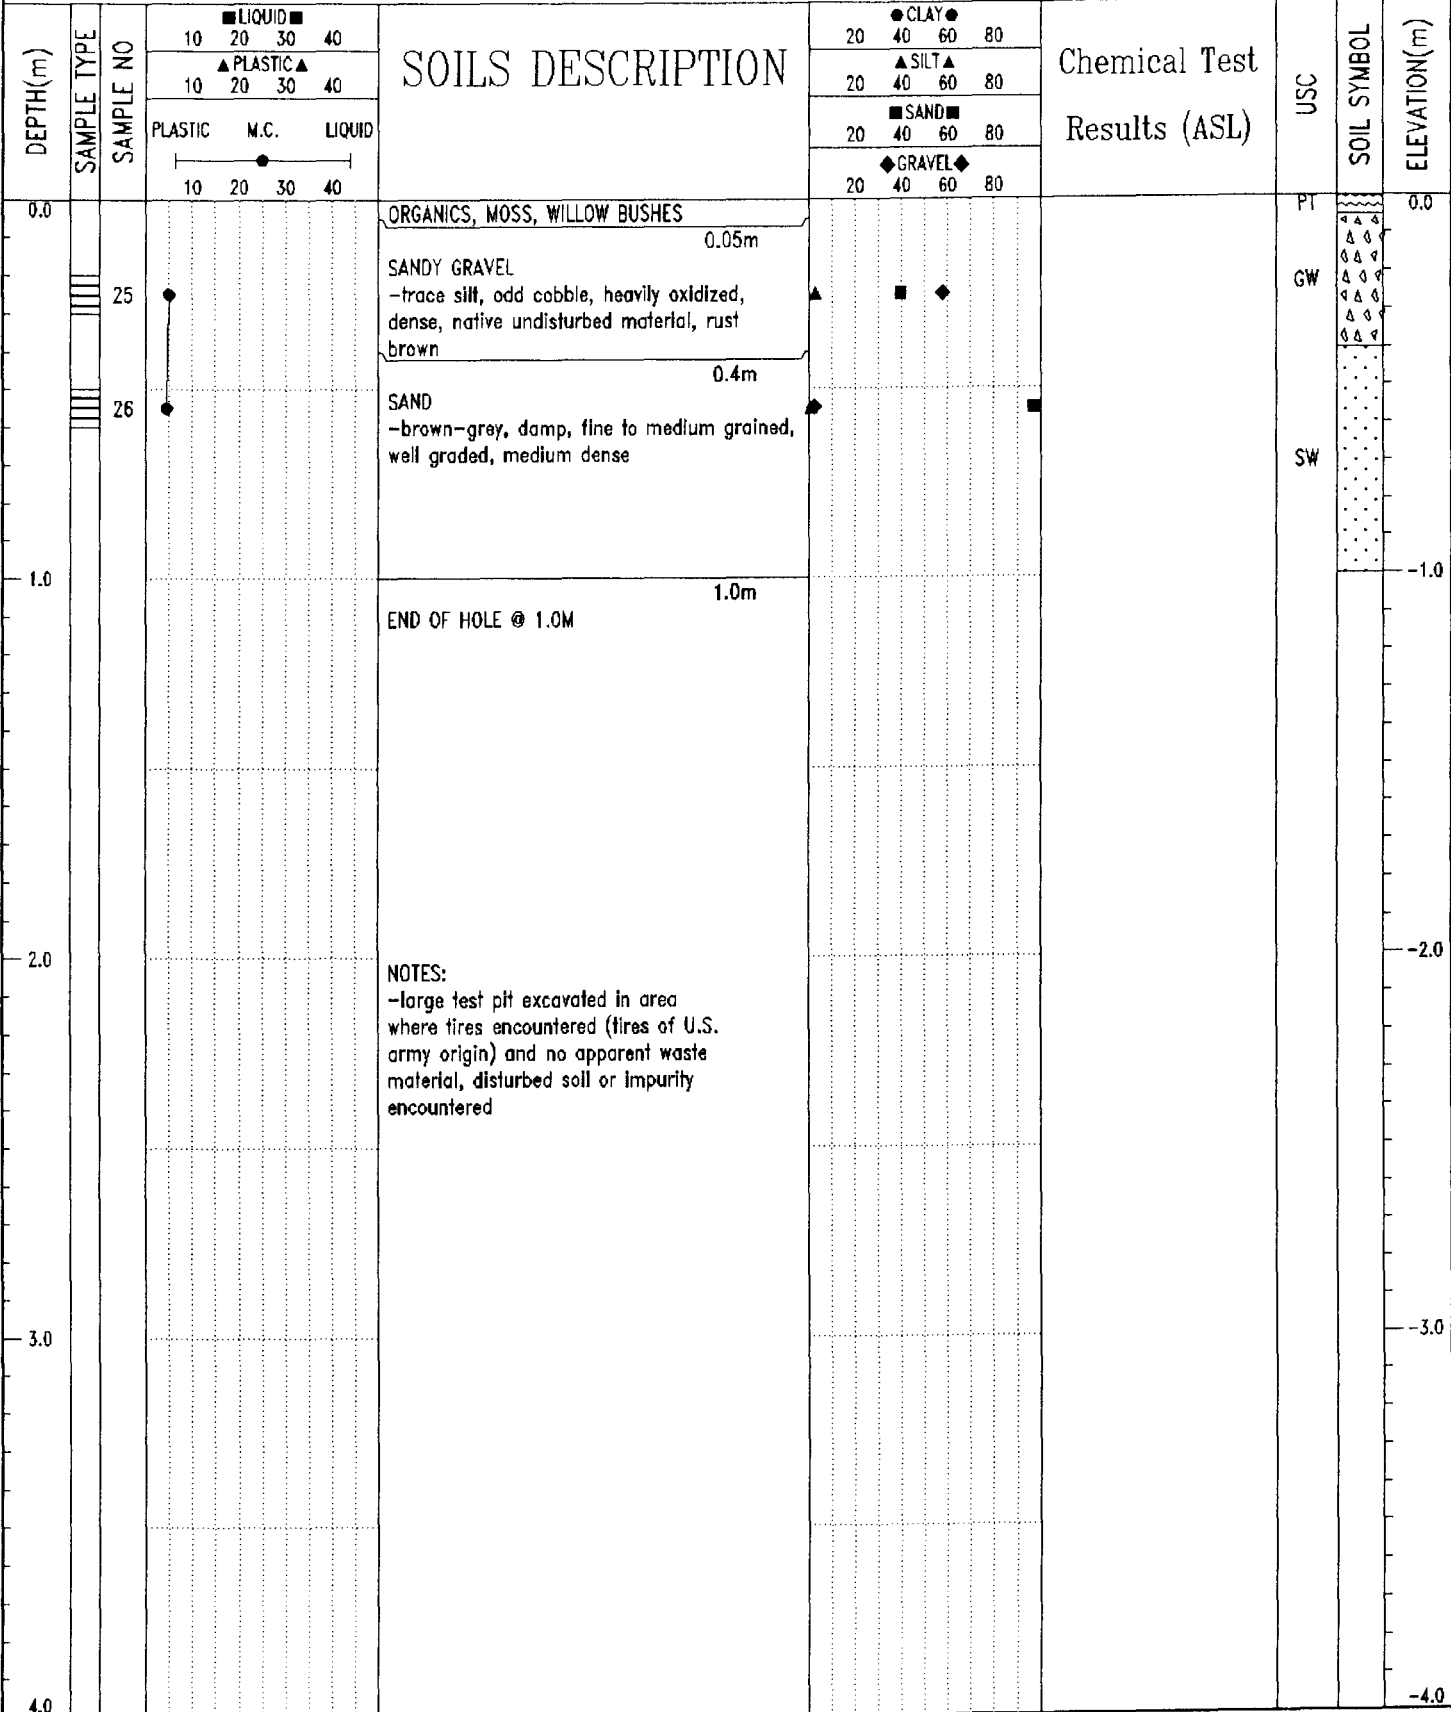 DEPTH(m)
SAMPLE TYPE
SAMPLE NO
■LIQUID■
10 20 30 40
▲PLASTIC▲
10 20 30 40
PLASTIC M.C. LIQUID
10 20 30 40
SOILS DESCRIPTION
●CLAY●
20 40 60 80
▲SILT▲
20 40 60 80
■SAND■
20 40 60 80
◆GRAVEL◆
20 40 60 80
Chemical Test
Results (ASL)
USC
SOIL SYMBOL
ELEVATION(m)
0.0
ORGANICS, MOSS, WILLOW BUSHES
PT
0.0
0.05m
SANDY GRAVEL
GW
25
-trace silt, odd cobble, heavily oxidized,
dense, native undisturbed material, rust
brown
0.4m
26
SAND
-brown-grey, damp, fine to medium grained,
well graded, medium dense
SW
1.0
-1.0
1.0m
END OF HOLE @ 1.0M
2.0
-2.0
NOTES:
-large test pit excavated in area
where tires encountered (tires of U.S.
army origin) and no apparent waste
material, disturbed soil or impurity
encountered
3.0
-3.0
4.0
-4.0